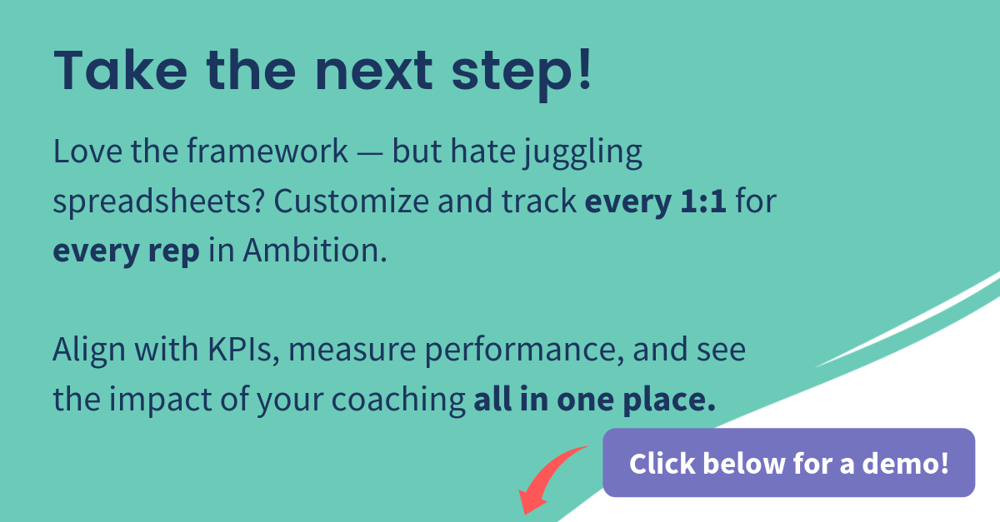 Take the next step!
Love the framework — but hate juggling
spreadsheets? Customize and track every 1:1 for
every rep in Ambition.
Align with KPIs, measure performance, and see
the impact of your coaching all in one place.
Click below for a demo!